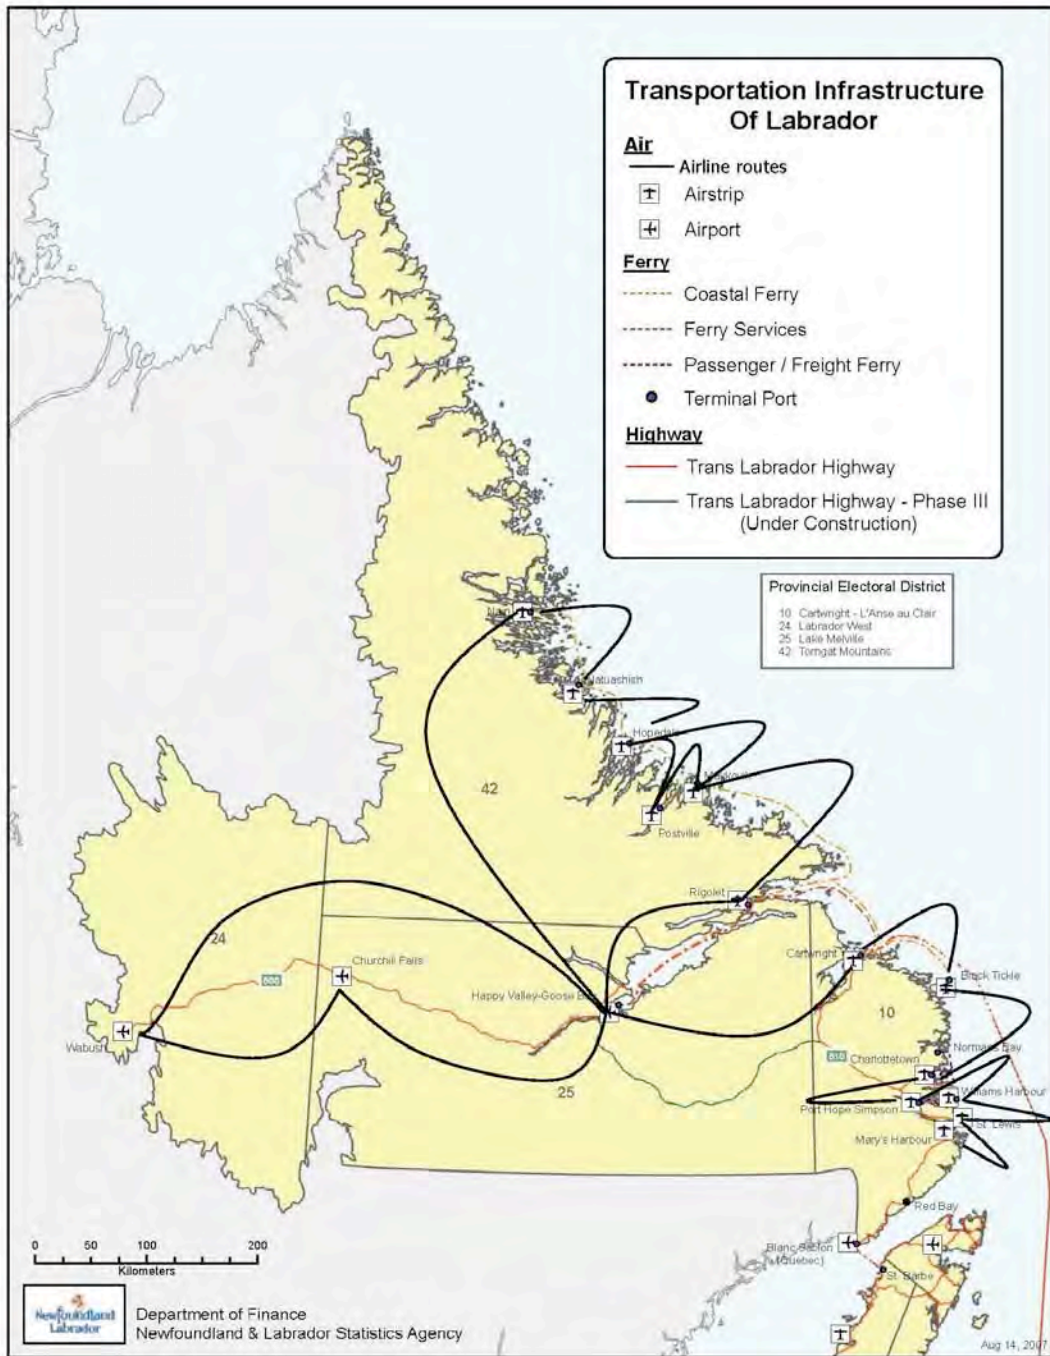 Transportation Infrastructure
Of Labrador
Air
Airline routes
Airstrip
Airport
Ferry
Coastal Ferry
Ferry Services
Passenger / Freight Ferry
Terminal Port
Highway
Trans Labrador Highway
Trans Labrador Highway - Phase III
(Under Construction)
Provincial Electoral District
10 Cartwright - L'Anse au Clair
24 Labrador West
25 Lake Melville
42 Torngat Mountains
Nain
Natuashish
Hopedale
42
Postville
Rigolet
24
Churchill Falls
500
Cartwright
Black Tickle
Happy Valley-Goose
10
Wabush
Normans Bay
510
Charlottetown
25
Williams Harbour
Port Hope Simpson
St. Lewis
Mary's Harbour
Red Bay
Blanc Sablon
(Quebec)
St. Barbe
0 50 100 200
Kilometers
Newfoundland
Labrador
Department of Finance
Newfoundland & Labrador Statistics Agency
Aug 14, 2007